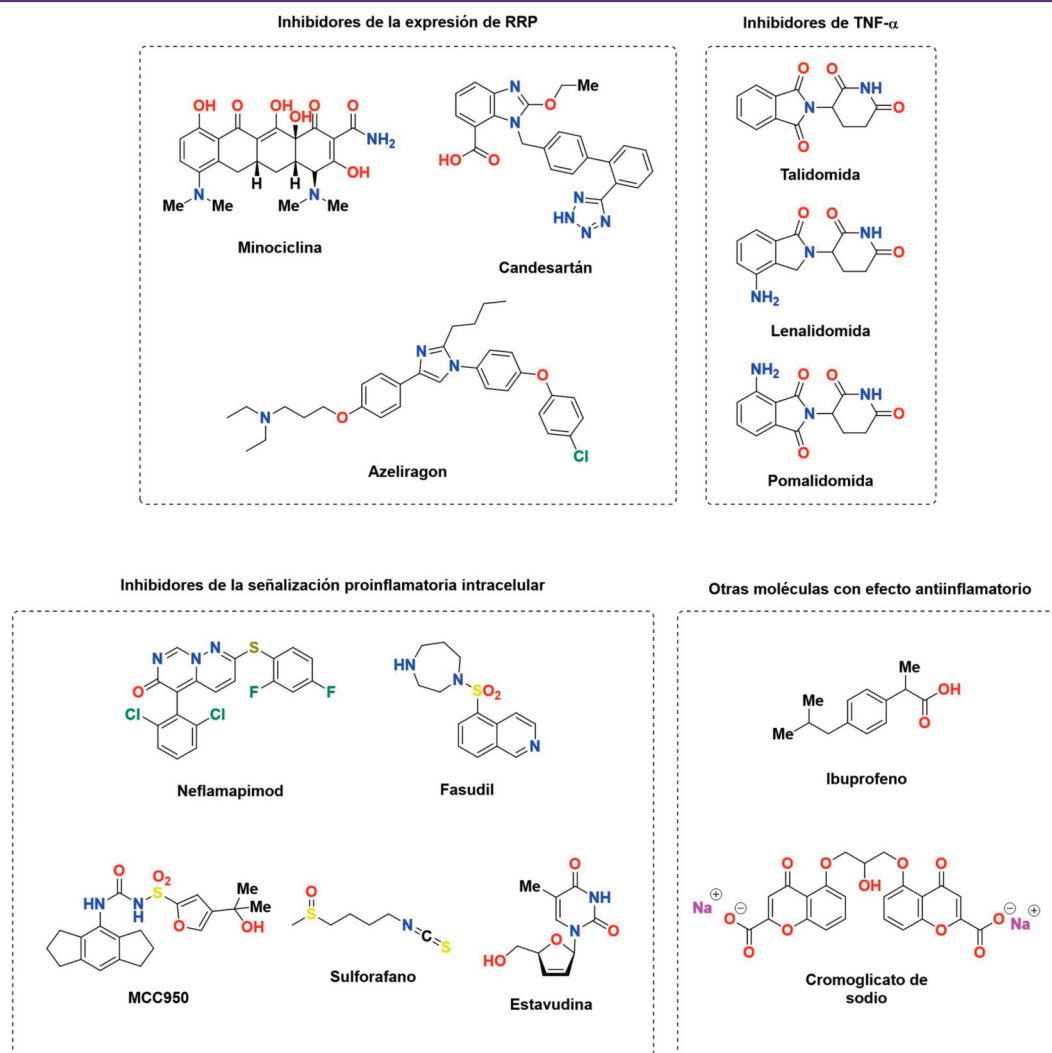 Inhibidores de la expresión de RRP
Inhibidores de TNF-α
OH O OH OH O O NH₂ OH
Me N Me Me N Me H H
Minociclina
N N O Me HO O
HN N N N
Candesartán
N N O O N Cl
Azeliragon
O O NH N O O
Talidomida
O O NH N O NH₂
Lenalidomida
NH₂ O O NH N O O
Pomalidomida
Inhibidores de la señalización proinflamatoria intracelular
Otras moléculas con efecto antiinflamatorio
N N N S O F F Cl Cl
Neflamapimod
HN N SO₂ N
Fasudil
Me Me OH O
Me Me
Ibuprofeno
O O₂ NH N H S O Me Me OH
MCC950
O S N C S
Sulforafano
Me O NH N O O HO
Estavudina
O O O O OH O O Na⁺ O⁻ O O O⁻ Na⁺ O
Cromoglicato de
sodio